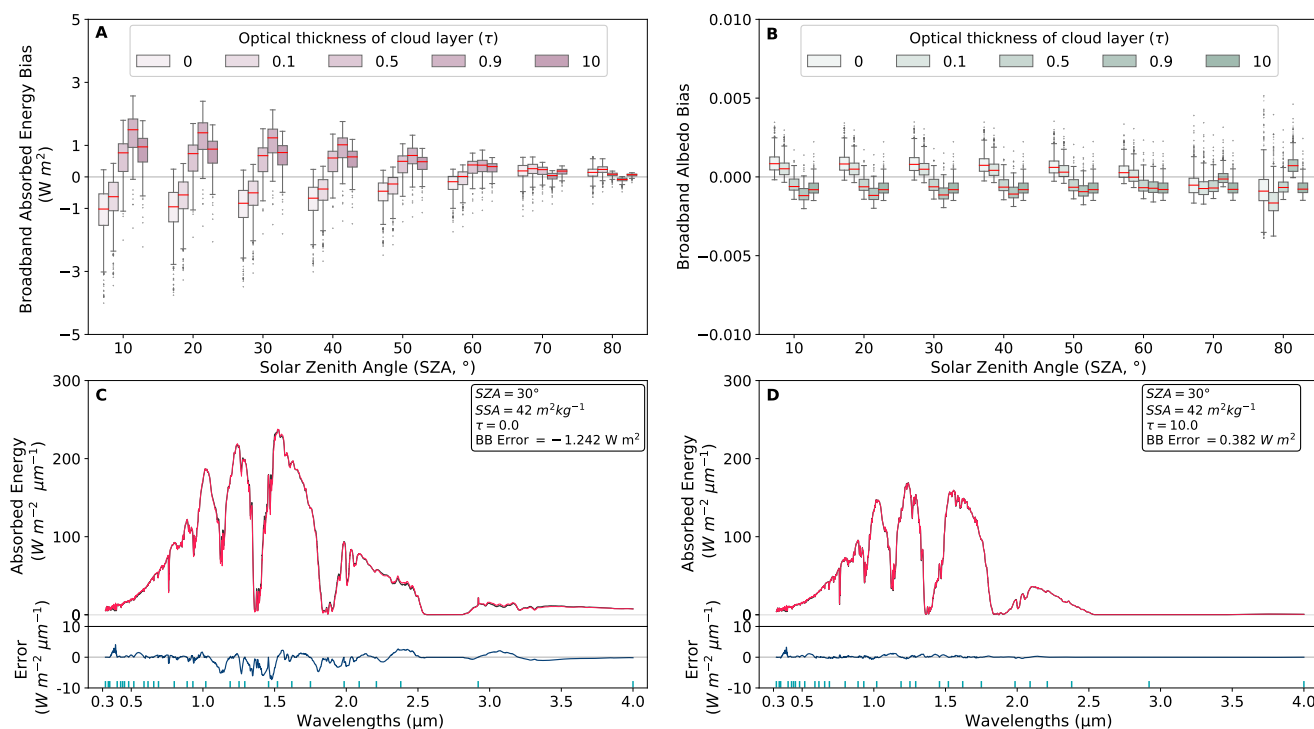 A
Optical thickness of cloud layer (τ)
0 0.1 0.5 0.9 10
Broadband Absorbed Energy Bias
(W m²)
5
3
1
0
−1
−3
−5
10 20 30 40 50 60 70 80
Solar Zenith Angle (SZA, °)
B
Optical thickness of cloud layer (τ)
0 0.1 0.5 0.9 10
Broadband Albedo Bias
0.010
0.005
0.000
−0.005
−0.010
10 20 30 40 50 60 70 80
Solar Zenith Angle (SZA, °)
C
SZA = 30°
SSA = 42 m²kg⁻¹
τ = 0.0
BB Error = −1.242 W m²
Absorbed Energy
(W m⁻² μm⁻¹)
300
200
100
0
Error
(W m⁻² μm⁻¹)
10
0
−10
0.3 0.5 1.0 1.5 2.0 2.5 3.0 3.5 4.0
Wavelengths (μm)
D
SZA = 30°
SSA = 42 m²kg⁻¹
τ = 10.0
BB Error = 0.382 W m²
Absorbed Energy
(W m⁻² μm⁻¹)
300
200
100
0
Error
(W m⁻² μm⁻¹)
10
0
−10
0.3 0.5 1.0 1.5 2.0 2.5 3.0 3.5 4.0
Wavelengths (μm)